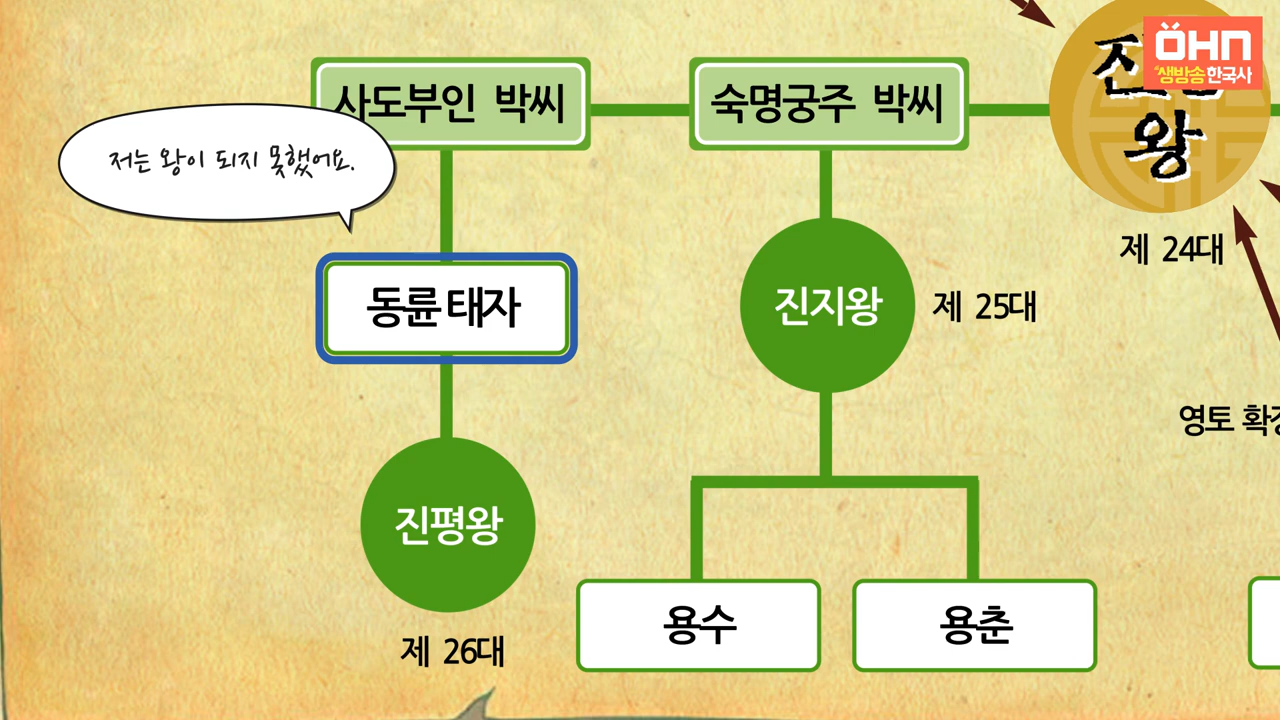 ÖHN
“생방송 한국사
사도부인 박씨
숙명궁주 박씨
왕
저는 왕이 되지 못했어요.
제 24대
동륜 태자
진지왕
제 25대
영토
진평왕
제 26대
용수
용춘